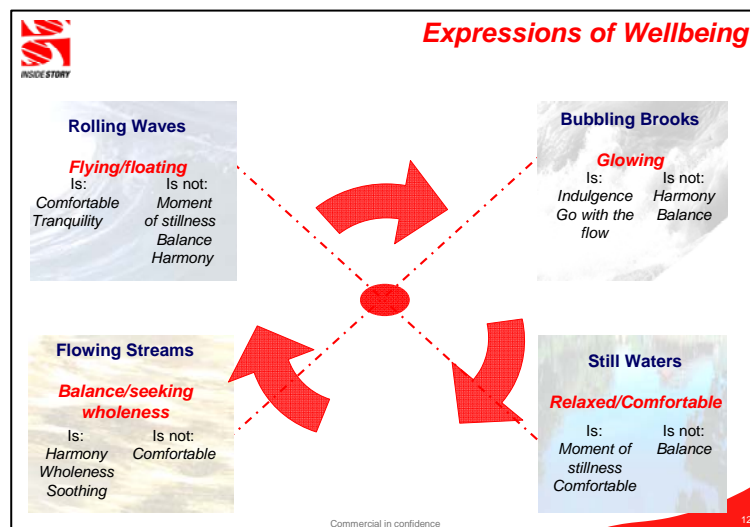 Expressions of Wellbeing
INSIDE STORY
Rolling Waves
Flying/floating
Is:
Comfortable
Tranquility
Is not:
Moment
of stillness
Balance
Harmony
Bubbling Brooks
Glowing
Is:
Indulgence
Go with the
flow
Is not:
Harmony
Balance
Flowing Streams
Balance/seeking
wholeness
Is:
Harmony
Wholeness
Soothing
Is not:
Comfortable
Still Waters
Relaxed/Comfortable
Is:
Moment of
stillness
Comfortable
Is not:
Balance
Commercial in confidence
12